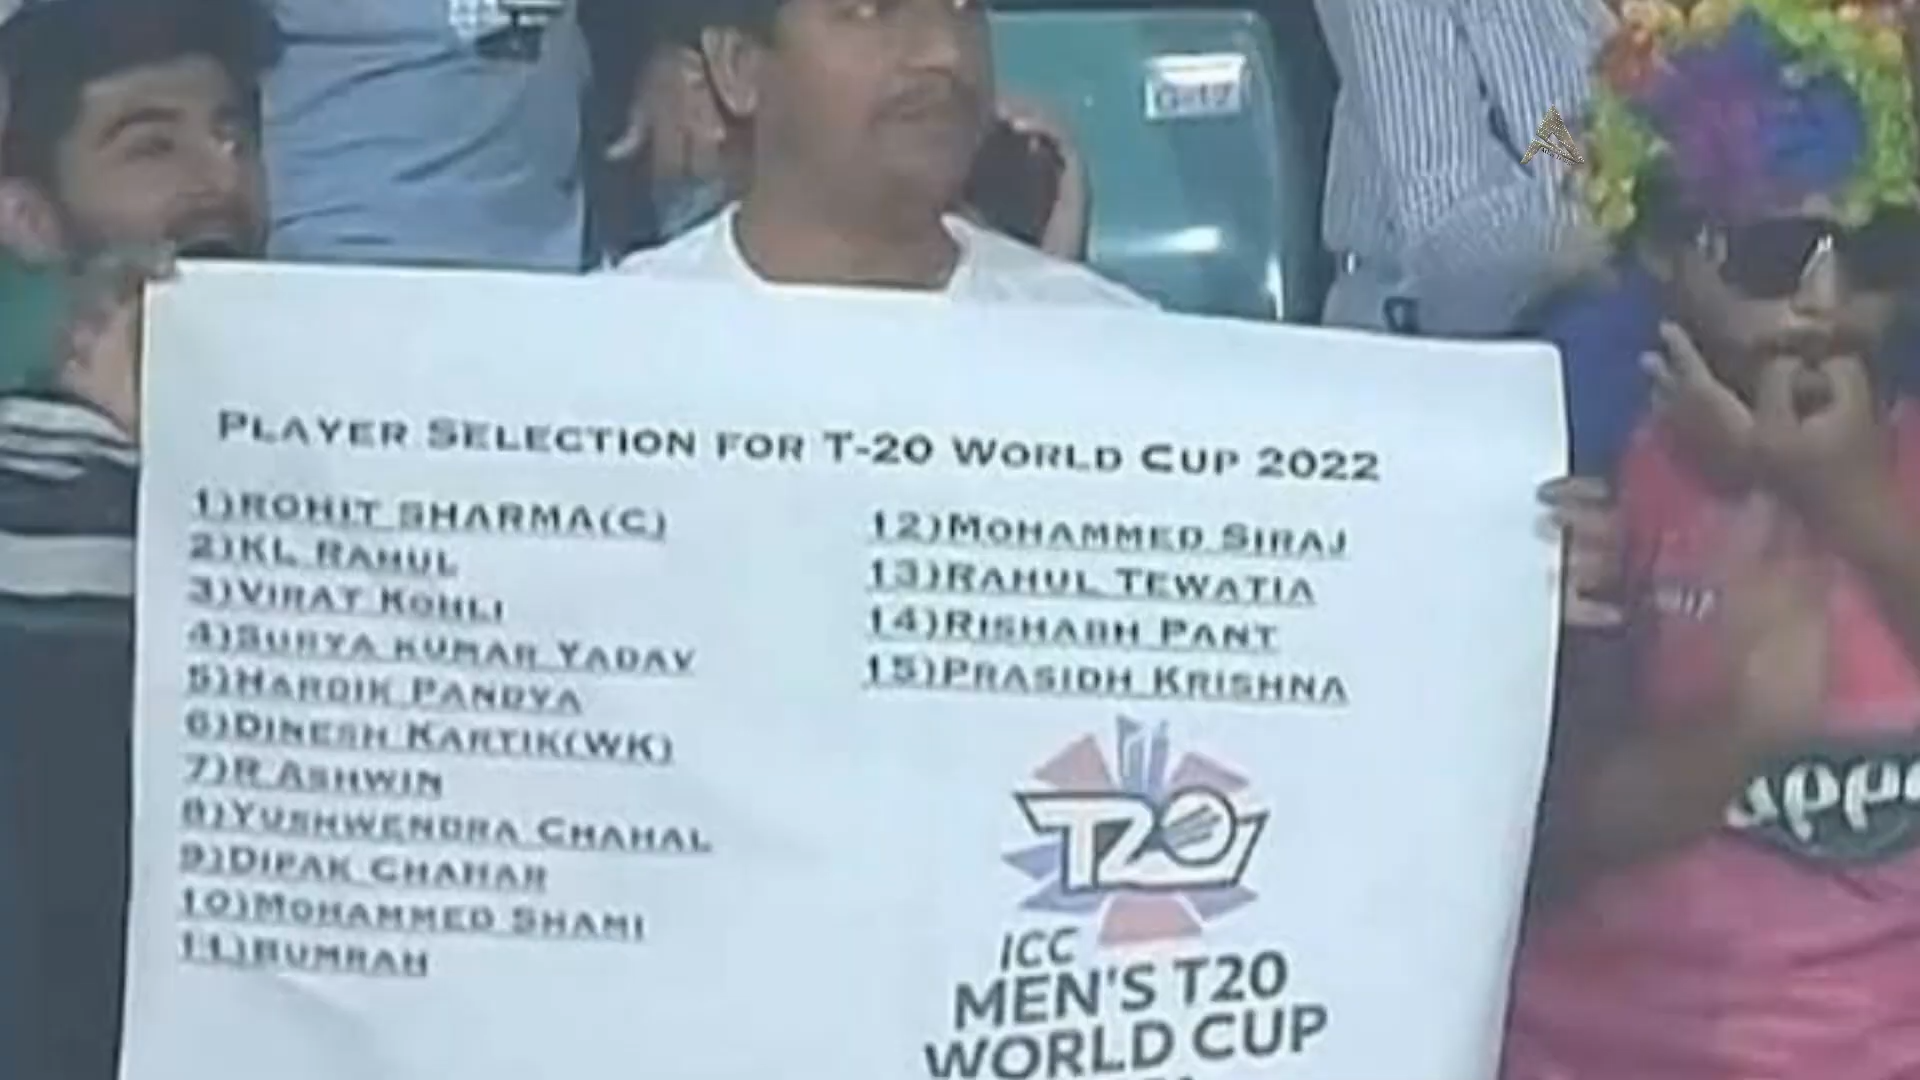 PLAYER SELECTION FOR T-20 WORLD CUP 2022
1)ROHIT SHARMA(C)
2)KL RAHUL
3)VIRAT KOHLI
4)SURYA KUMAR YADAV
5)HARDIK PANDYA
6)DINESH KARTIK(WK)
7)R ASHWIN
8)YUSHWENDRA CHAHAL
9)DIPAK CHAHAR
10)MOHAMMED SHAMI
11)BUMRAH
12)MOHAMMED SIRAJ
13)RAHUL TEWATIA
14)RISHABH PANT
15)PRASIDH KRISHNA
T20
ICC
MEN'S T20
WORLD CUP